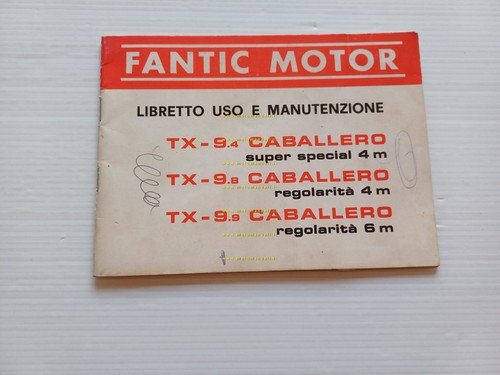 FANTIC MOTOR
LIBRETTO USO E MANUTENZIONE
TX-9.4 CABALLERO
super special 4 m
TX-9.8 CABALLERO
regolarità 4 m
TX-9.9 CABALLERO
regolarità 6 m